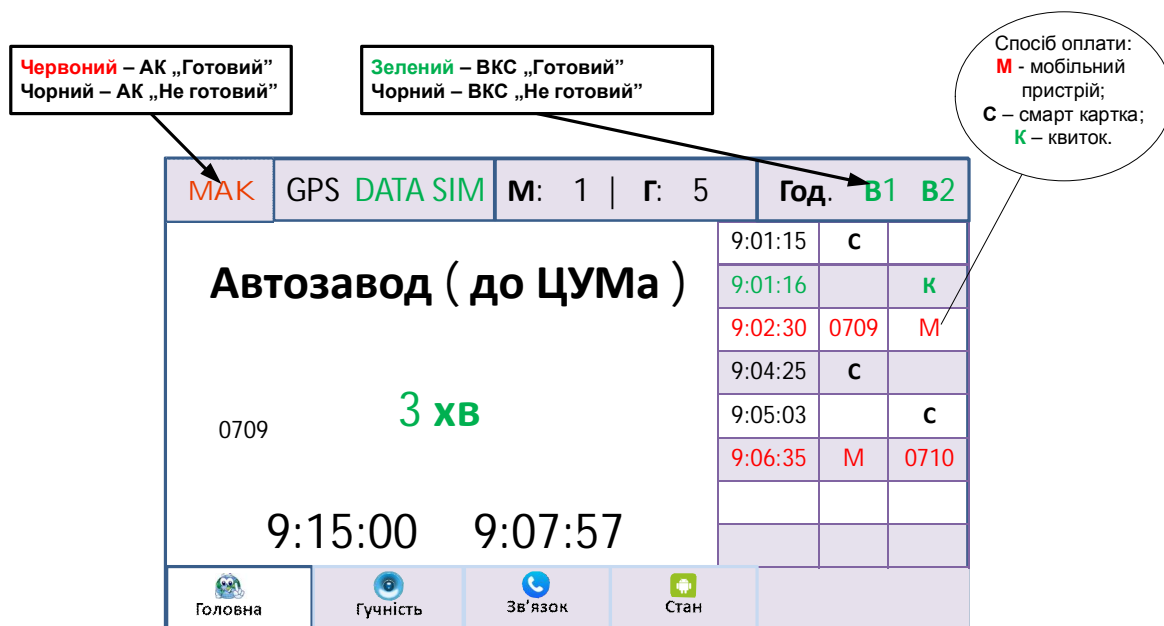 Червоний – АК „Готовий”
Чорний – АК „Не готовий”
Зелений – ВКС „Готовий”
Чорний – ВКС „Не готовий”
Спосіб оплати:
М - мобільний
пристрій;
С – смарт картка;
К – квиток.
МАК GPS DATA SIM М: 1 | Г: 5 Год. В1 В2
Автозавод ( до ЦУМа )
0709
3 хв
9:15:00 9:07:57
9:01:15 С
9:01:16 К
9:02:30 0709 М
9:04:25 С
9:05:03 С
9:06:35 М 0710
Головна Гучність Зв'язок Стан